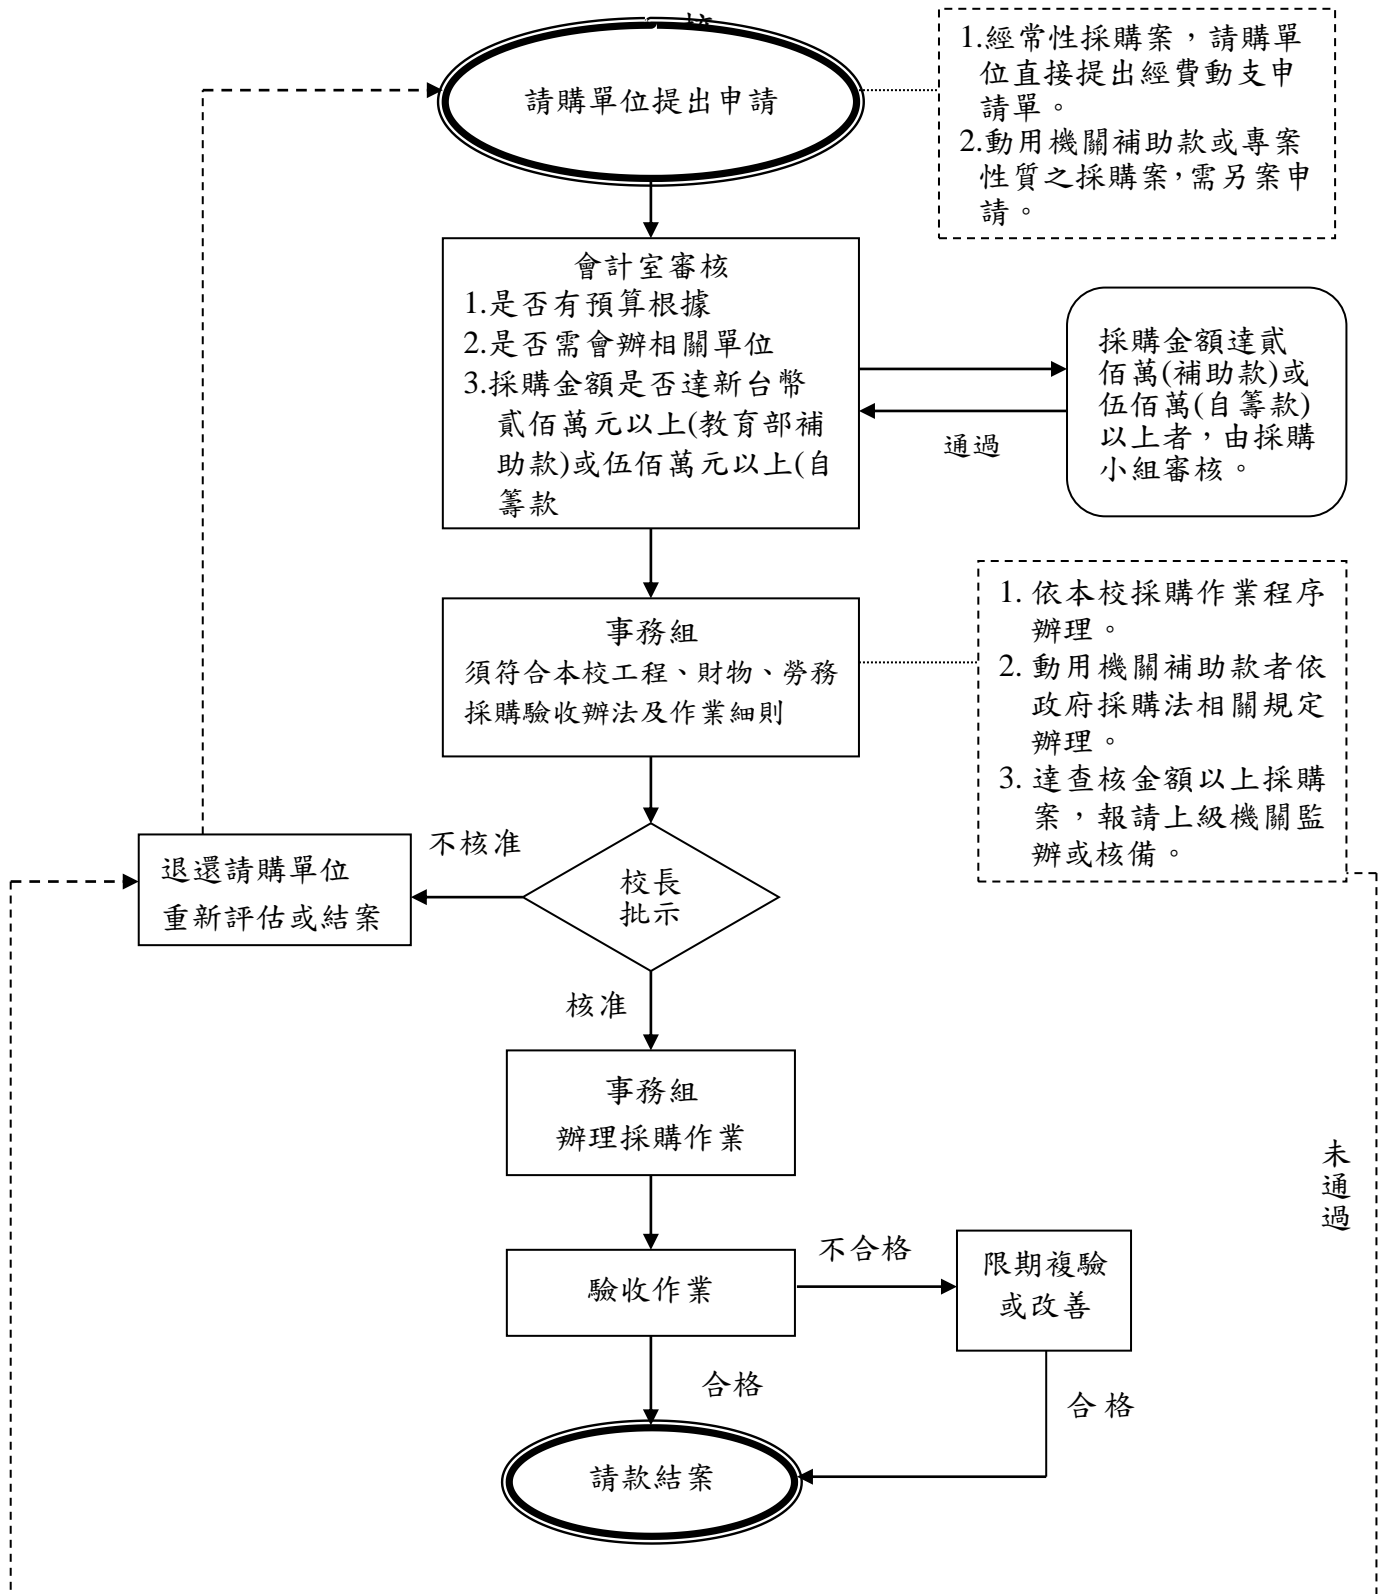 請購單位提出申請
1.經常性採購案，請購單
位直接提出經費動支申
請單。
2.動用機關補助款或專案
性質之採購案，需另案申
請。
會計室審核
1.是否有預算根據
2.是否需會辦相關單位
3.採購金額是否達新台幣
貳佰萬元以上(教育部補
助款)或伍佰萬元以上(自
籌款
採購金額達貳
佰萬(補助款)或
伍佰萬(自籌款)
以上者，由採購
小組審核。
通過
事務組
須符合本校工程、財物、勞務
採購驗收辦法及作業細則
1. 依本校採購作業程序
辦理。
2. 動用機關補助款者依
政府採購法相關規定
辦理。
3. 達查核金額以上採購
案，報請上級機關監
辦或核備。
不核准
退還請購單位
重新評估或結案
校長
批示
核准
事務組
辦理採購作業
未通過
驗收作業
不合格
限期複驗
或改善
合格
合格
請款結案